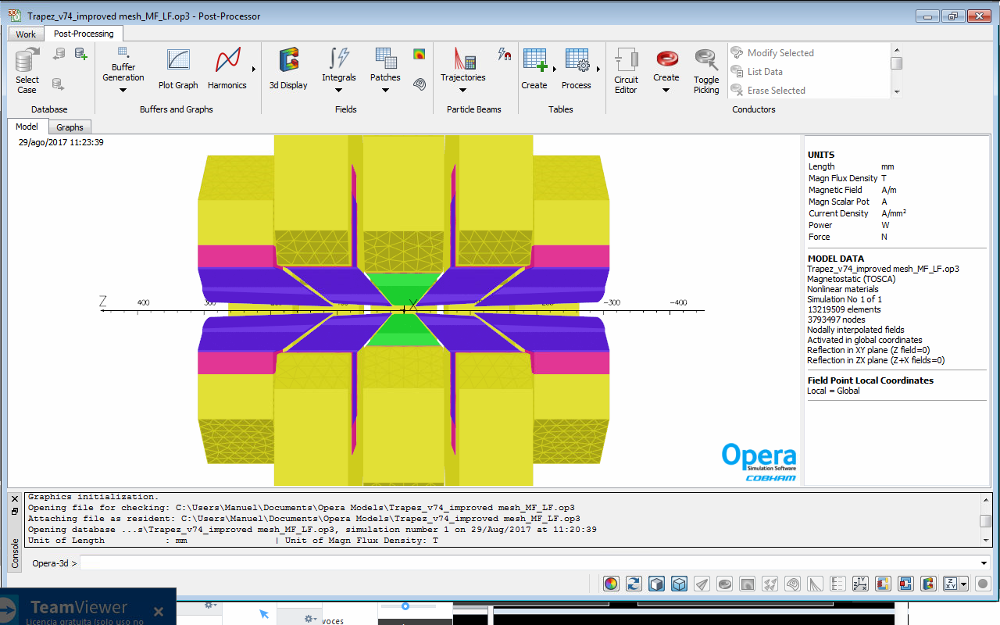 Trapez_v74_improved mesh_MF_LF.op3 - Post-Processor
Work
Post-Processing
Select Case
Database
Buffer Generation
Plot Graph
Harmonics
Buffers and Graphs
3d Display
Integrals
Patches
Fields
Trajectories
Particle Beams
Create
Process
Tables
Circuit Editor
Create
Toggle Picking
Modify Selected
List Data
Erase Selected
Conductors
Model
Graphs
29/ago/2017 11:23:39
Z
400
X
-300
-400
UNITS
Length mm
Magn Flux Density T
Magnetic Field A/m
Magn Scalar Pot A
Current Density A/mm²
Power W
Force N
MODEL DATA
Trapez_v74_improved mesh_MF_LF.op3
Magnetostatic (TOSCA)
Nonlinear materials
Simulation No 1 of 1
13219509 elements
3793497 nodes
Nodally interpolated fields
Activated in global coordinates
Reflection in XY plane (Z field=0)
Reflection in ZX plane (Z+X fields=0)
Field Point Local Coordinates
Local = Global
Opera
Simulation Software
COBHAM
Console
Graphics initialization.
Opening file for checking: C:\Users\Manuel\Documents\Opera Models\Trapez_v74_improved mesh_MF_LF.op3
Attaching file as resident: C:\Users\Manuel\Documents\Opera Models\Trapez_v74_improved mesh_MF_LF.op3
Opening database ...s\Trapez_v74_improved mesh_MF_LF.op3, simulation number 1 on 29/Aug/2017 at 11:20:39
Unit of Length : mm | Unit of Magn Flux Density: T
Opera-3d >
TeamViewer
Licencia gratuita (solo uso no
voces